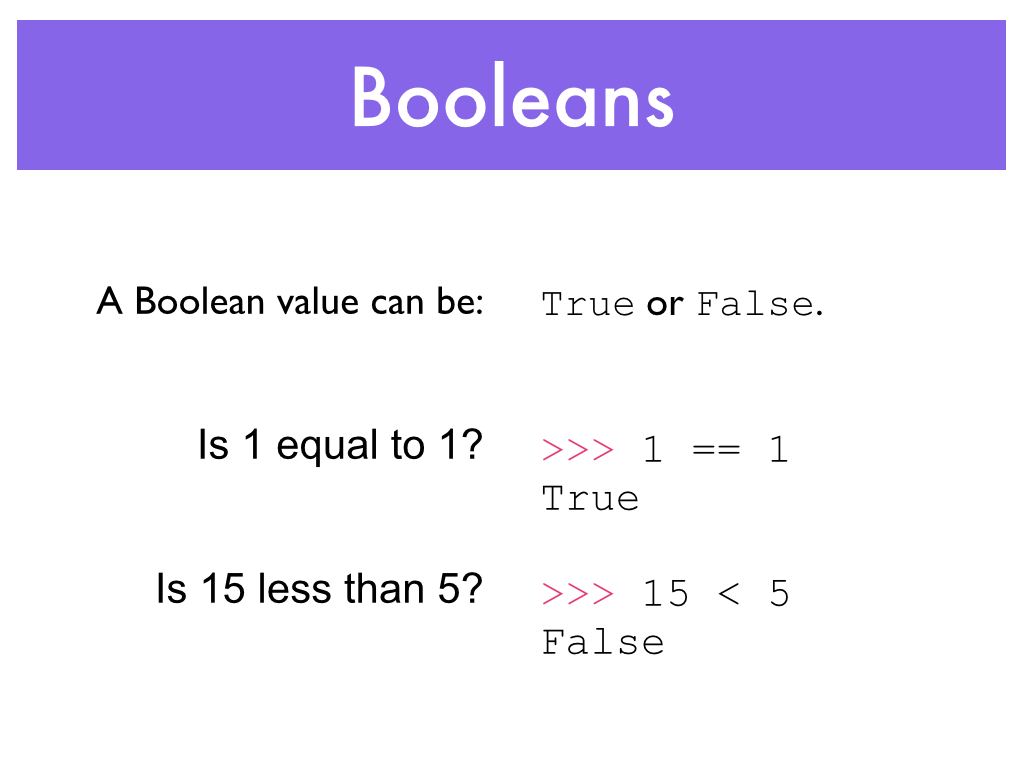 Booleans
A Boolean value can be: True or False.
Is 1 equal to 1? >>> 1 == 1
True
Is 15 less than 5? >>> 15 < 5
False